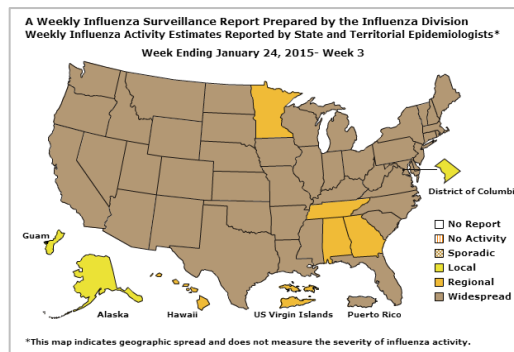 A Weekly Influenza Surveillance Report Prepared by the Influenza Division
Weekly Influenza Activity Estimates Reported by State and Territorial Epidemiologists*
Week Ending January 24, 2015- Week 3
District of Columbi
No Report
No Activity
Sporadic
Local
Regional
Widespread
Guam
Alaska
Hawaii
US Virgin Islands
Puerto Rico
*This map indicates geographic spread and does not measure the severity of influenza activity.